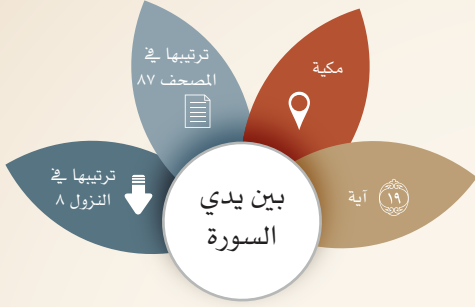 بين يدي
السورة
١٩ آية
مكية
ترتيبها في
المصحف ٨٧
ترتيبها في
النزول ٨